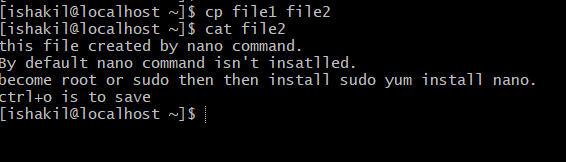 [ishakil@localhost ~]$ cp file1 file2
[ishakil@localhost ~]$ cat file2
this file created by nano command.
By default nano command isn't insatlled.
become root or sudo then then install sudo yum install nano.
ctrl+o is to save
[ishakil@localhost ~]$